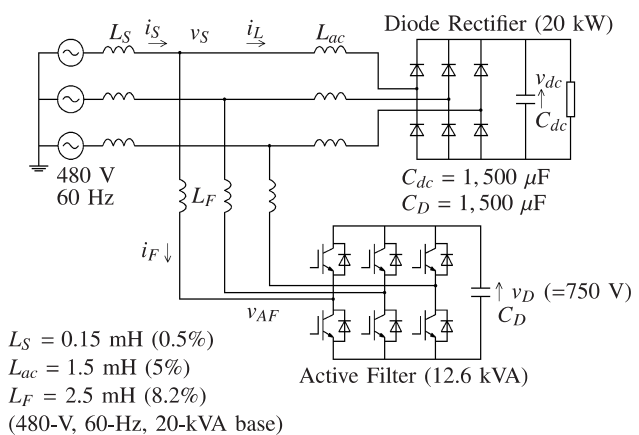 Diode Rectifier (20 kW)
L_S i_S v_S i_L L_ac
v_dc
C_dc
480 V
60 Hz
C_dc = 1,500 μF
C_D = 1,500 μF
L_F
i_F
v_D (=750 V)
C_D
v_AF
L_S = 0.15 mH (0.5%)
L_ac = 1.5 mH (5%)
L_F = 2.5 mH (8.2%)
(480-V, 60-Hz, 20-kVA base)
Active Filter (12.6 kVA)